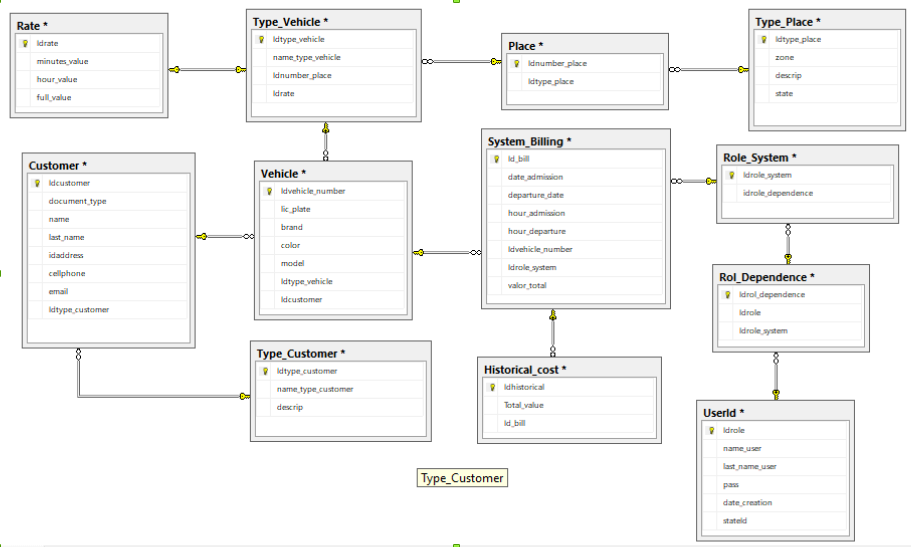 Rate *
Idrate
minutes_value
hour_value
full_value
Type_Vehicle *
Idtype_vehicle
name_type_vehicle
Idnumber_place
Idrate
Place *
Idnumber_place
Idtype_place
Type_Place *
Idtype_place
zone
descrip
state
Customer *
Idcustomer
document_type
name
last_name
idaddress
cellphone
email
Idtype_customer
Vehicle *
Idvehicle_number
lic_plate
brand
color
model
Idtype_vehicle
Idcustomer
System_Billing *
Id_bill
date_admission
departure_date
hour_admission
hour_departure
Idvehicle_number
Idrole_system
valor_total
Role_System *
Idrole_system
idrole_dependence
Rol_Dependence *
Idrol_dependence
Idrole
Idrole_system
Type_Customer *
Idtype_customer
name_type_customer
descrip
Historical_cost *
Idhistorical
Total_value
Id_bill
UserId *
Idrole
name_user
last_name_user
pass
date_creation
stateId
Type_Customer